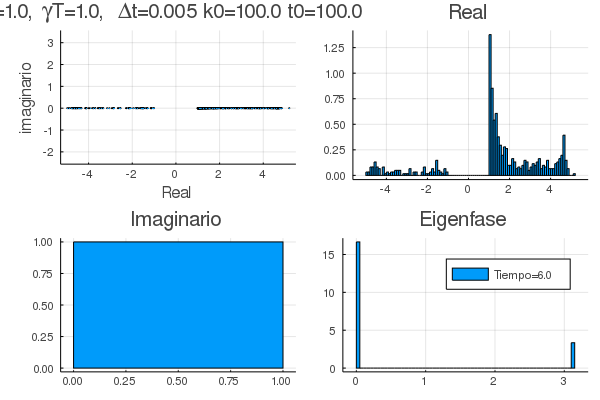 =1.0, γT=1.0, Δt=0.005 k0=100.0 t0=100.0
Real
imaginario
3
2
1
0
-1
-2
-4 -2 0 2 4
Real
1.25
1.00
0.75
0.50
0.25
0.00
-4 -2 0 2 4
Imaginario
1.00
0.75
0.50
0.25
0.00
0.00 0.25 0.50 0.75 1.00
Eigenfase
15
10
5
0
0 1 2 3
Tiempo=6.0